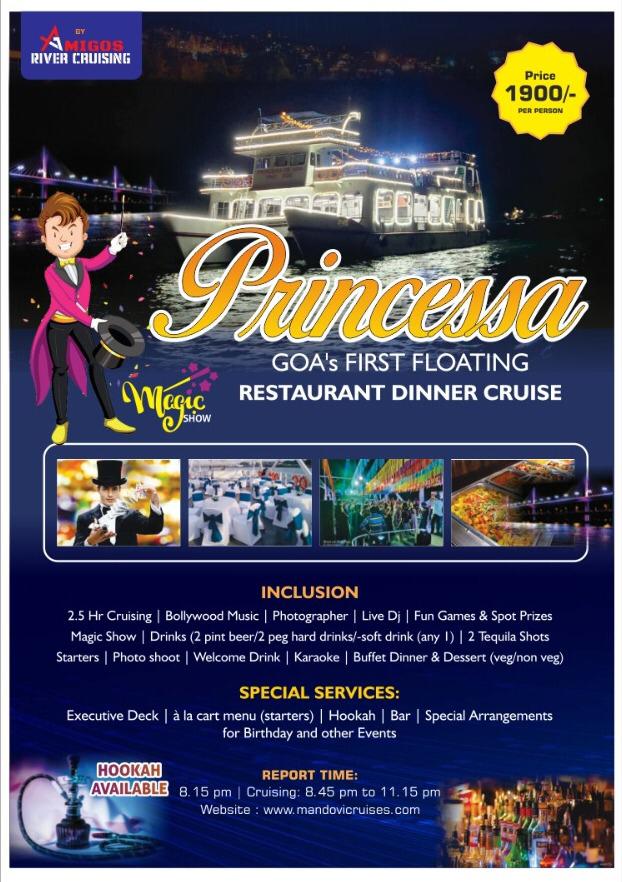 BY
AMIGOS
RIVER CRUISING
Price
1900/-
PER PERSON
Princessa
GOA's FIRST FLOATING
RESTAURANT DINNER CRUISE
Magic
SHOW
INCLUSION
2.5 Hr Cruising | Bollywood Music | Photographer | Live Dj | Fun Games & Spot Prizes
Magic Show | Drinks (2 pint beer/2 peg hard drinks/-soft drink (any 1) | 2 Tequila Shots
Starters | Photo shoot | Welcome Drink | Karaoke | Buffet Dinner & Dessert (veg/non veg)
SPECIAL SERVICES:
Executive Deck | à la cart menu (starters) | Hookah | Bar | Special Arrangements
for Birthday and other Events
HOOKAH
AVAILABLE
REPORT TIME:
8.15 pm | Cruising: 8.45 pm to 11.15 pm
Website : www.mandovicruises.com